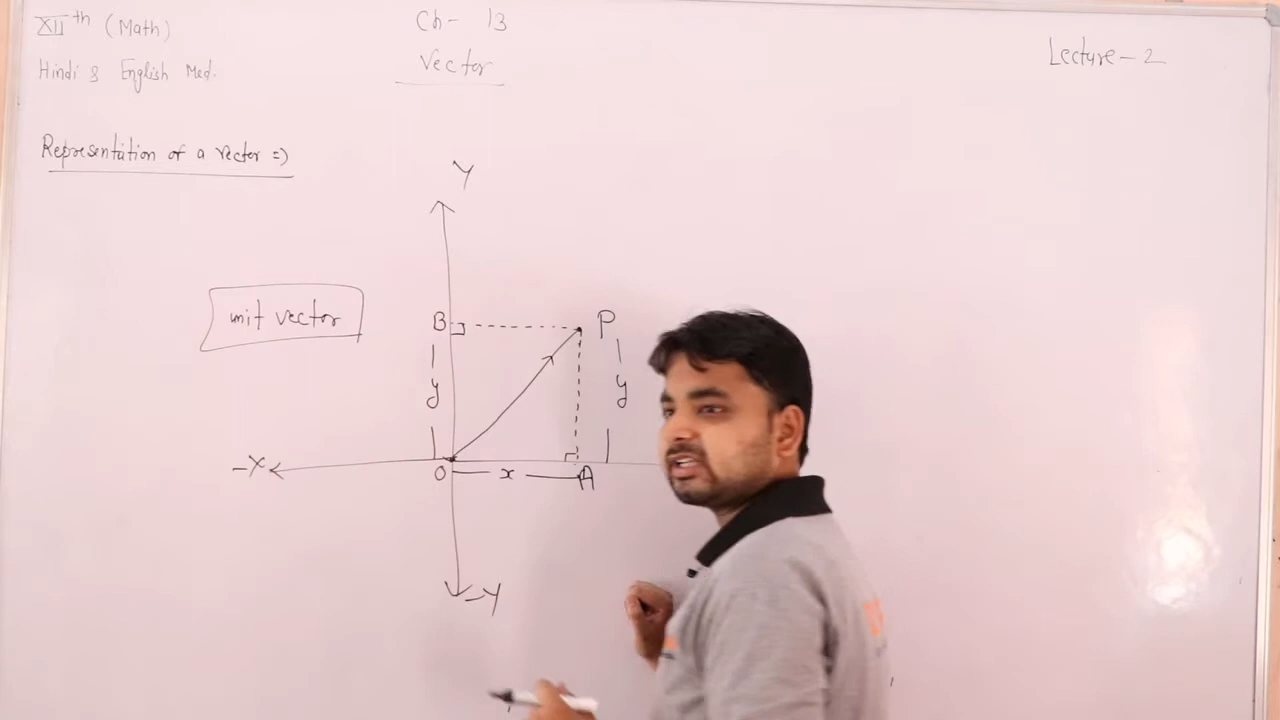 XIIth (Math)
Ch- 13
Hindi & English Med.
Vector
Lecture-2
Representation of a vector =)
Y
unit vector
B
P
y
y
-X
O
x
A
-Y